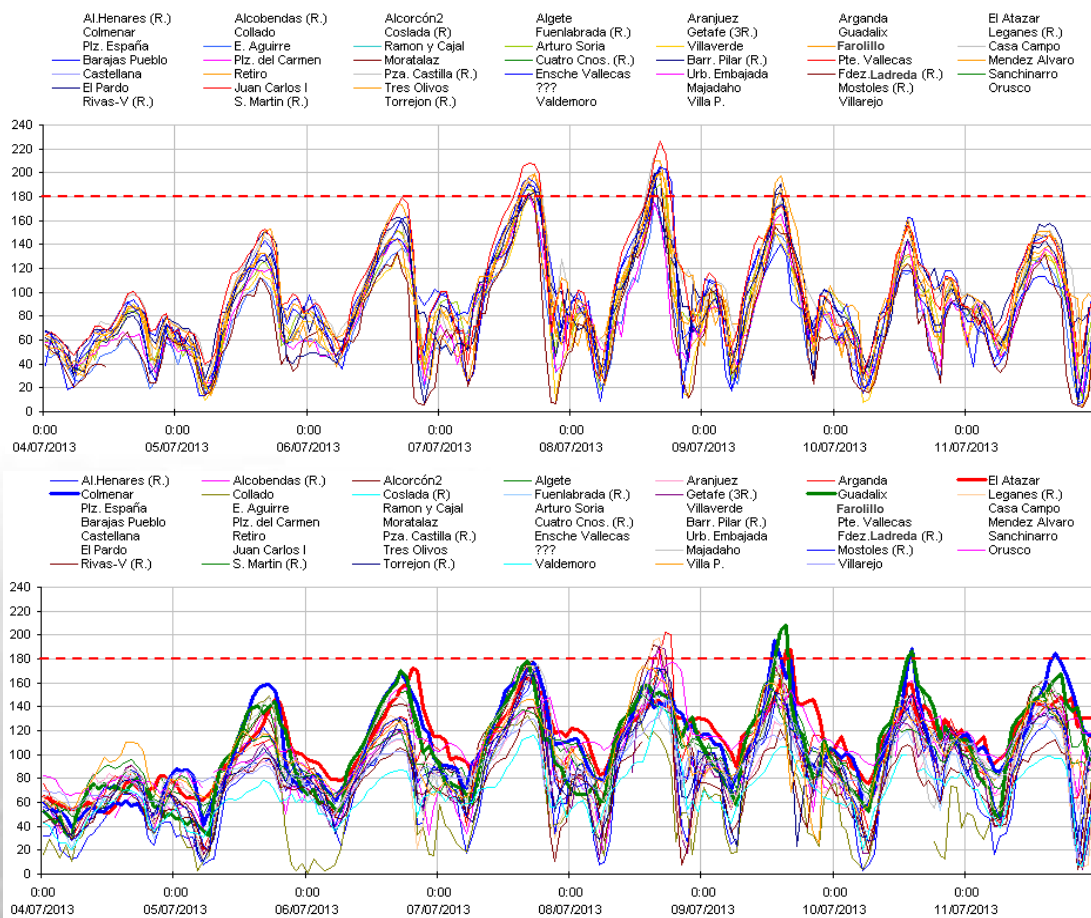 Al.Henares (R.) Alcobendas (R.) Alcorcón2 Algete Aranjuez Arganda El Atazar
Colmenar Collado Coslada (R) Fuenlabrada (R.) Getafe (3R.) Guadalix Leganes (R.)
Plz. España E. Aguirre Ramon y Cajal Arturo Soria Villaverde Farolillo Casa Campo
Barajas Pueblo Plz. del Carmen Moratalaz Cuatro Cnos. (R.) Barr. Pilar (R.) Pte. Vallecas Mendez Alvaro
Castellana Retiro Pza. Castilla (R.) Ensche Vallecas Urb. Embajada Fdez.Ladreda (R.) Sanchinarro
El Pardo Juan Carlos I Tres Olivos ??? Majadaho Mostoles (R.) Orusco
Rivas-V (R.) S. Martin (R.) Torrejon (R.) Valdemoro Villa P. Villarejo
240
220
200
180
160
140
120
100
80
60
40
20
0
0:00 0:00 0:00 0:00 0:00 0:00 0:00 0:00
04/07/2013 05/07/2013 06/07/2013 07/07/2013 08/07/2013 09/07/2013 10/07/2013 11/07/2013
Al.Henares (R.) Alcobendas (R.) Alcorcón2 Algete Aranjuez Arganda El Atazar
Colmenar Collado Coslada (R) Fuenlabrada (R.) Getafe (3R.) Guadalix Leganes (R.)
Plz. España E. Aguirre Ramon y Cajal Arturo Soria Villaverde Farolillo Casa Campo
Barajas Pueblo Plz. del Carmen Moratalaz Cuatro Cnos. (R.) Barr. Pilar (R.) Pte. Vallecas Mendez Alvaro
Castellana Retiro Pza. Castilla (R.) Ensche Vallecas Urb. Embajada Fdez.Ladreda (R.) Sanchinarro
El Pardo Juan Carlos I Tres Olivos ??? Majadaho Mostoles (R.) Orusco
Rivas-V (R.) S. Martin (R.) Torrejon (R.) Valdemoro Villa P. Villarejo
240
220
200
180
160
140
120
100
80
60
40
20
0
0:00 0:00 0:00 0:00 0:00 0:00 0:00 0:00
04/07/2013 05/07/2013 06/07/2013 07/07/2013 08/07/2013 09/07/2013 10/07/2013 11/07/2013